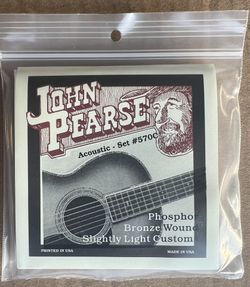 JOHN
PEARSE
Acoustic - Set #570C
Phosphor
Bronze Wound
Slightly Light Custom
PRINTED IN USA
MADE IN USA